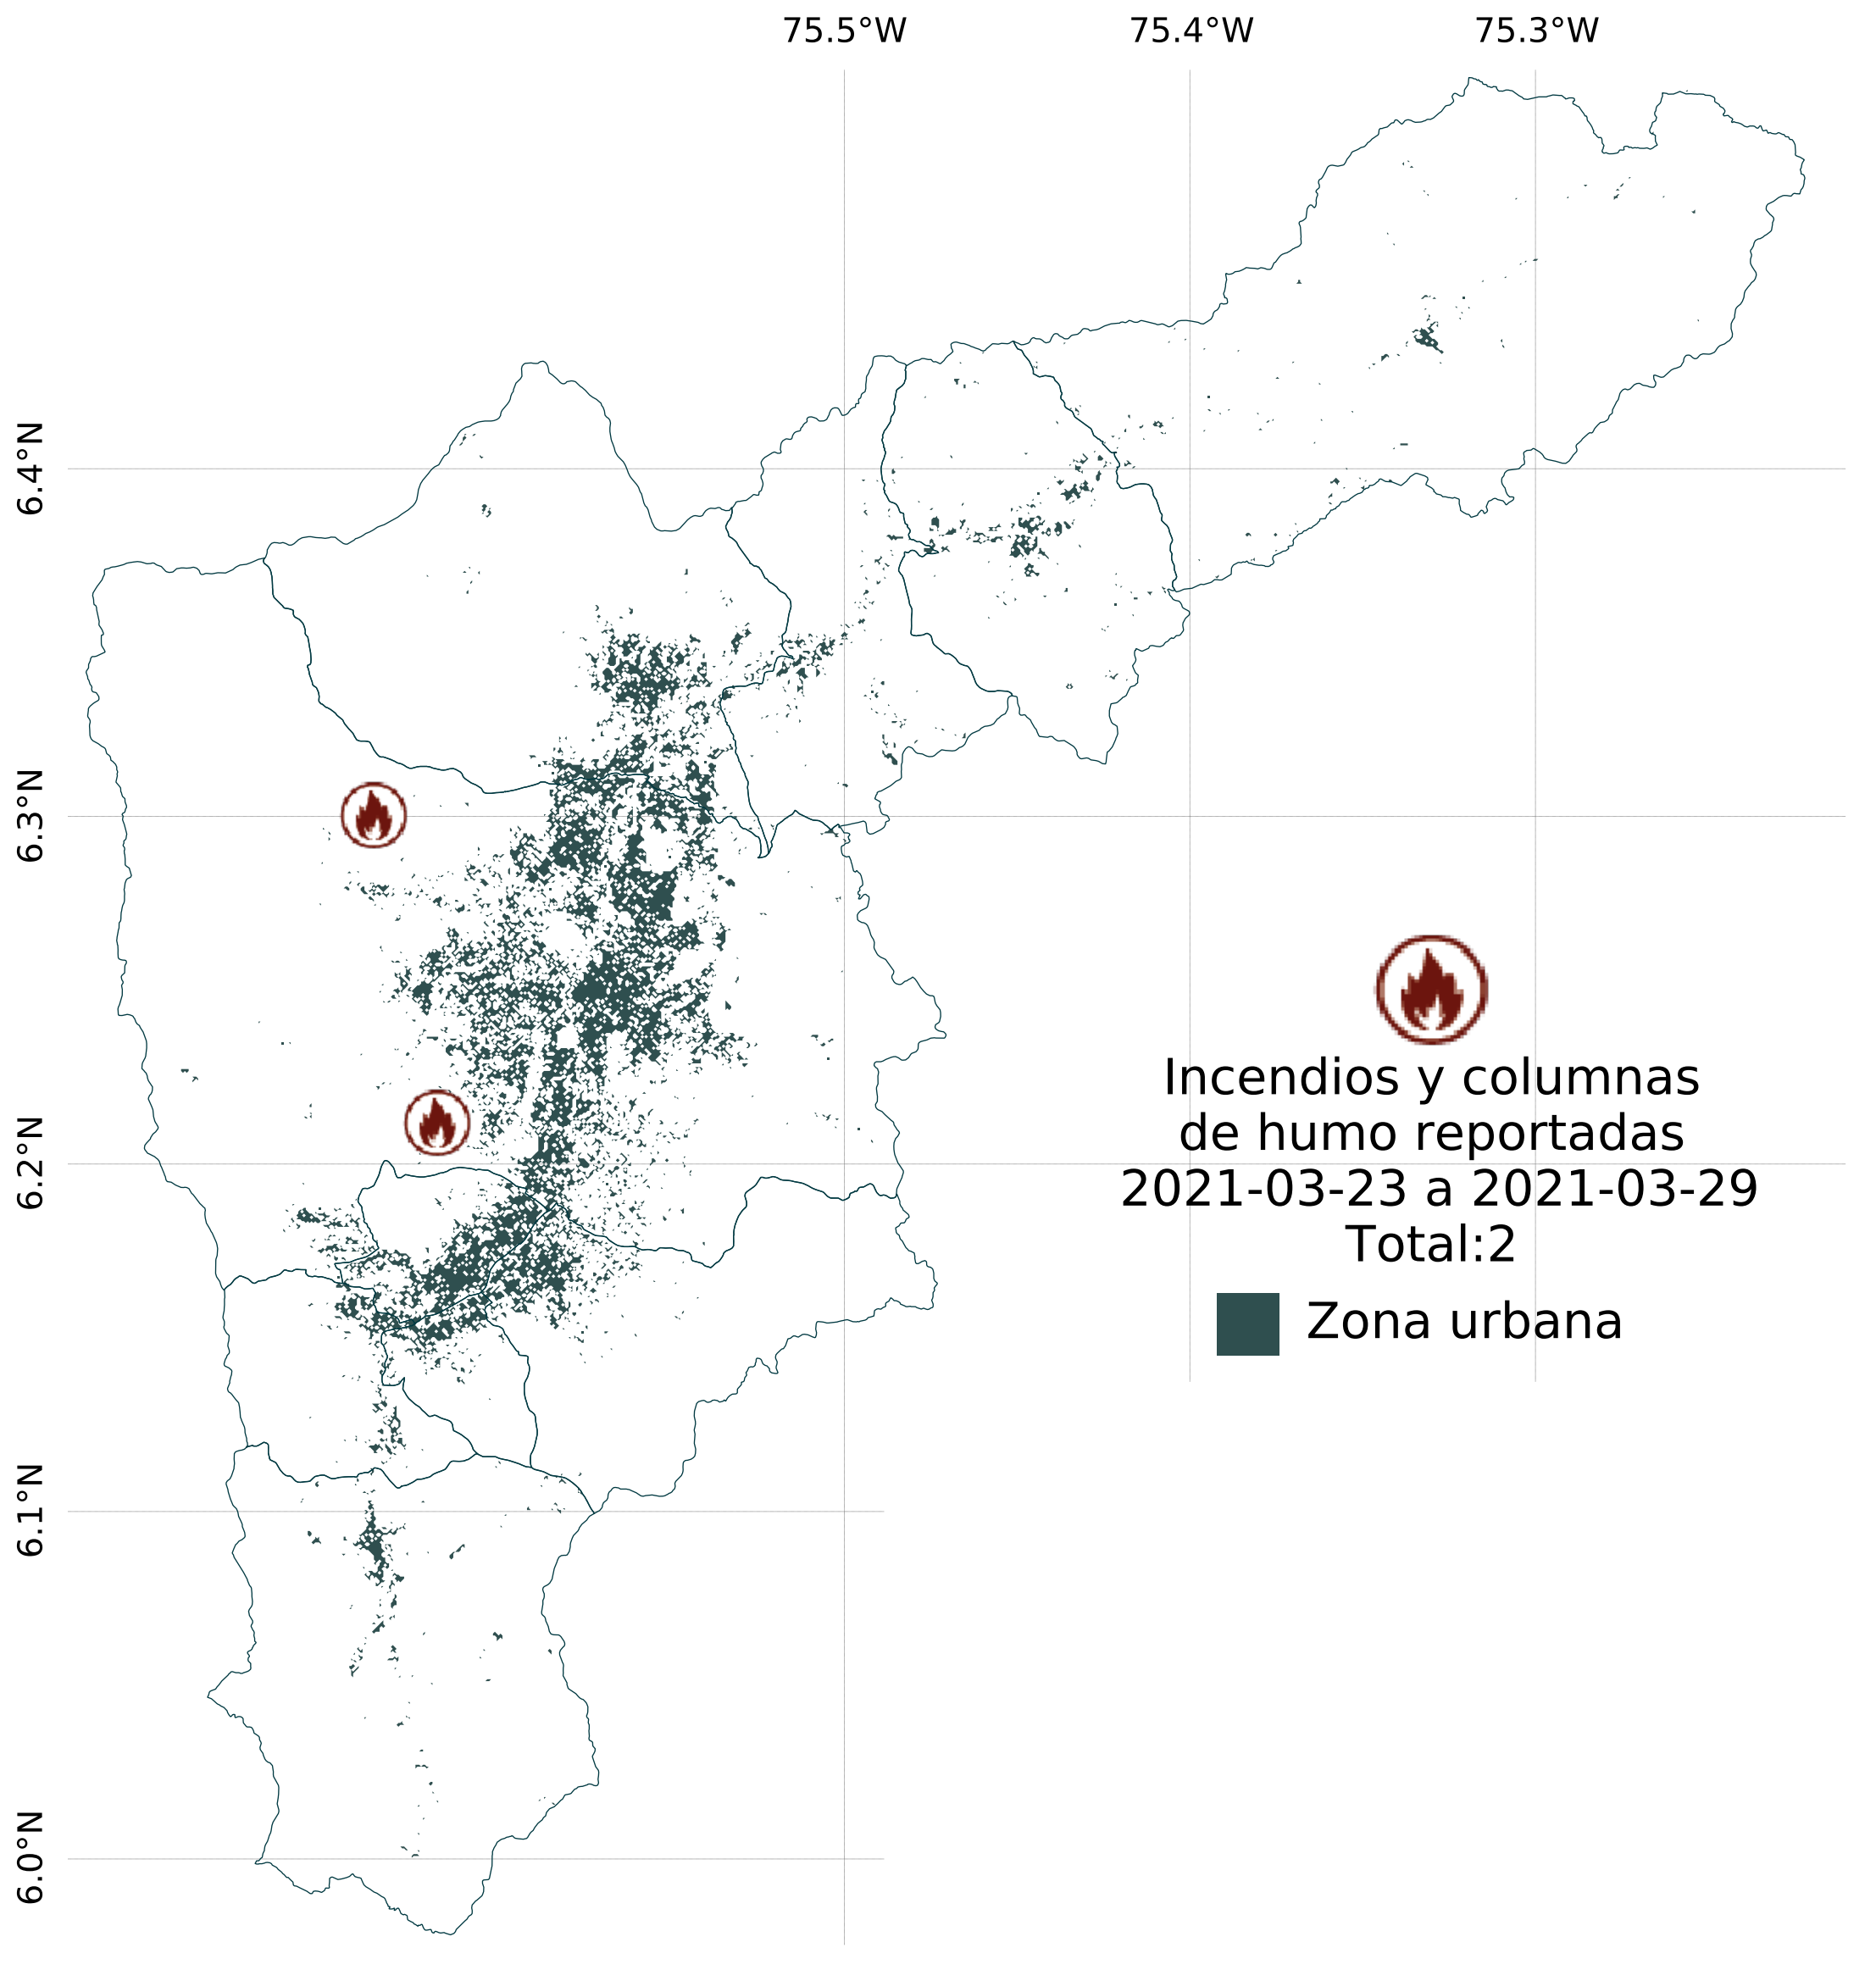 75.5°W 75.4°W 75.3°W
6.4°N
6.3°N
6.2°N
6.1°N
6.0°N
Incendios y columnas
de humo reportadas
2021-03-23 a 2021-03-29
Total:2
Zona urbana